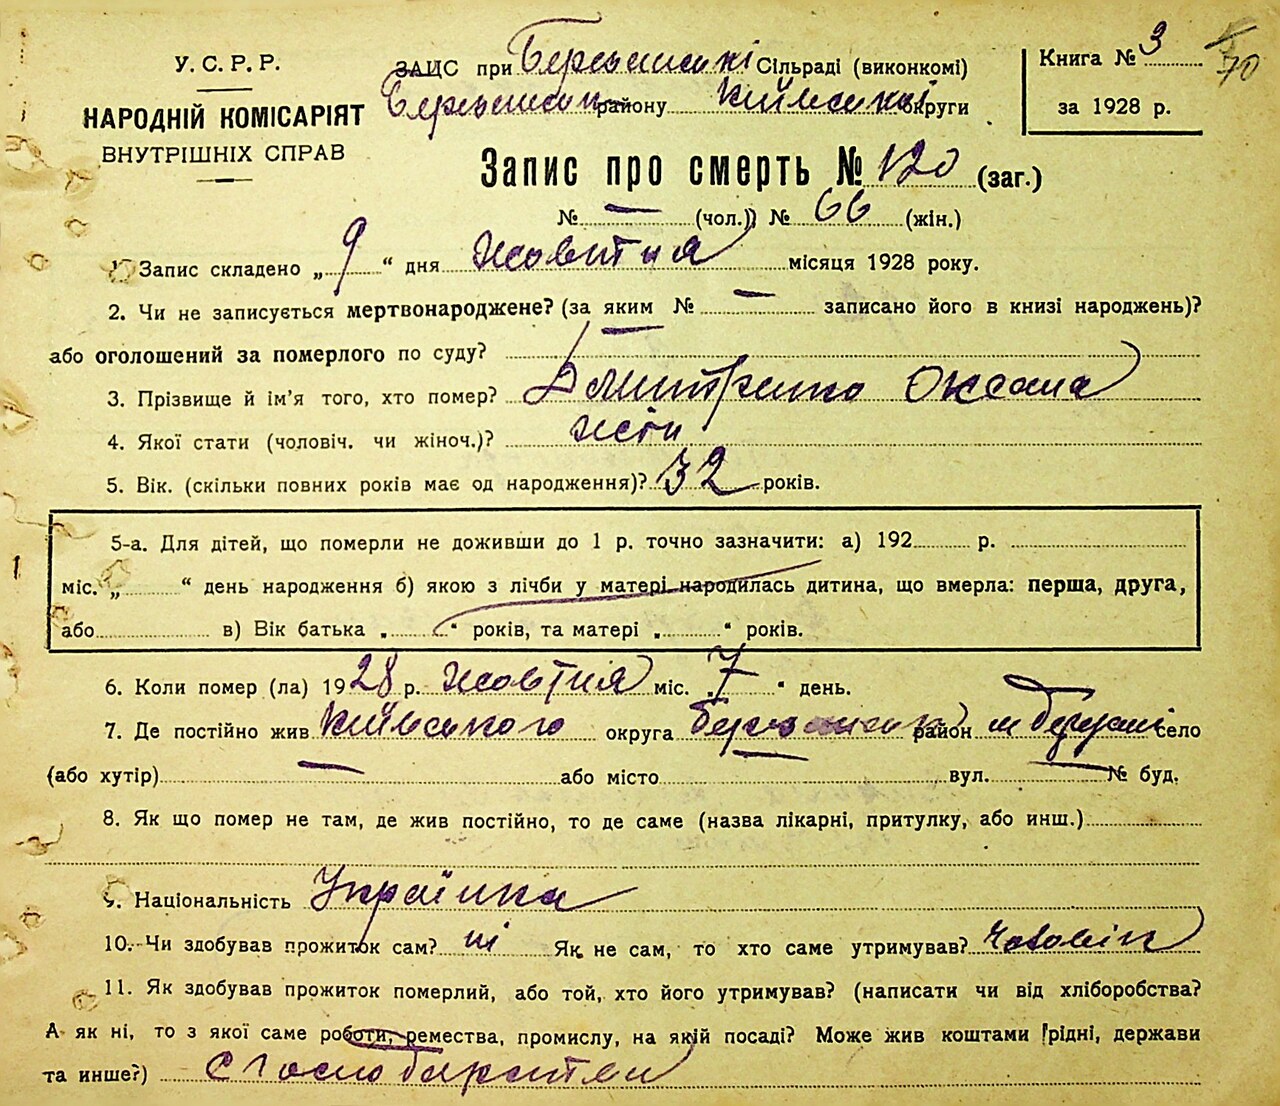 У. С. Р. Р.
НАРОДНІЙ КОМІСАРІЯТ
ВНУТРІШНІХ СПРАВ
ЗАЦС при Березанські Сільраді (виконкомі)
Березанськ району Київської округи
Книга № 3
за 1928 р.
70
Запис про смерть № 120 (заг.)
№ — (чол.)) № 66 (жін.)
1. Запис складено „9“ дня Жовтня місяця 1928 року.
2. Чи не записується мертвонароджене? (за яким № — записано його в книзі народжень)?
або оголошений за померлого по суду? —
3. Прізвище й ім'я того, хто помер? Дмитренко Оксана
4. Якої стати (чоловіч. чи жіноч.)? жін
5. Вік. (скільки повних років має од народження)? 32 років.
5-а. Для дітей, що померли не доживши до 1 р. точно зазначити: а) 192 р.
міс. „ “ день народження б) якою з лічби у матері народилась дитина, що вмерла: перша, друга,
або в) Вік батька „ “ років, та матері „ “ років.
6. Коли помер (ла) 1928 р. жовтня міс. „7“ день.
7. Де постійно жив Київського округа Березанськ район м Березані село
(або хутір) — або місто — вул. — № буд.
8. Як що помер не там, де жив постійно, то де саме (назва лікарні, притулку, або инш.)
9. Національність Українка
10. Чи здобував прожиток сам? ні Як не сам, то хто саме утримував? чоловік
11. Як здобував прожиток померлий, або той, хто його утримував? (написати чи від хліборобства?
А як ні, то з якої саме роботи, ремества, промислу, на якій посаді? Може жив коштами рідні, держави
та инше?)